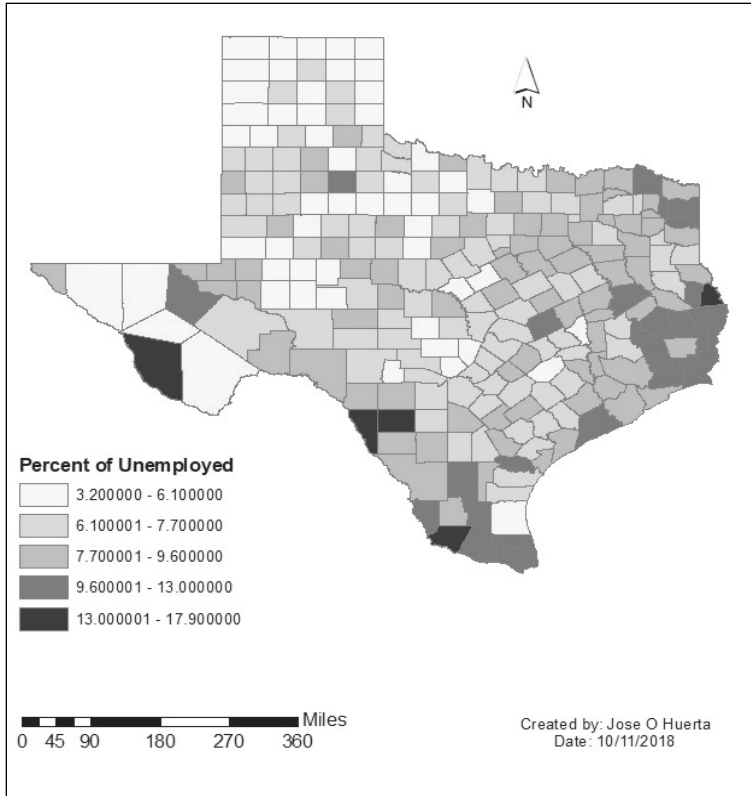 N
Percent of Unemployed
3.200000 - 6.100000
6.100001 - 7.700000
7.700001 - 9.600000
9.600001 - 13.000000
13.000001 - 17.900000
Miles
0 45 90 180 270 360
Created by: Jose O Huerta
Date: 10/11/2018